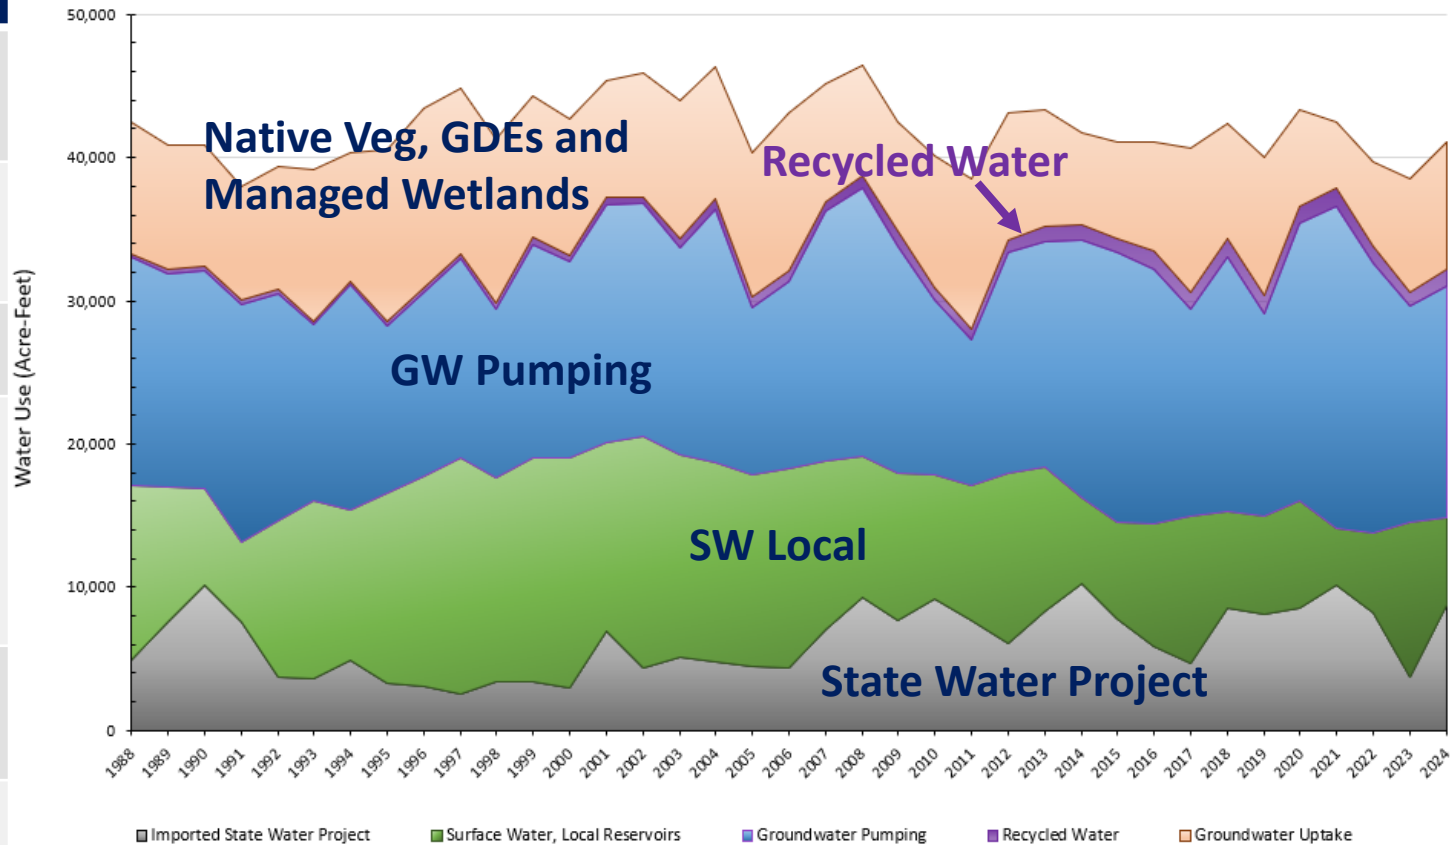 50,000
40,000
30,000
20,000
10,000
0
Water Use (Acre-Feet)
Native Veg, GDEs and
Managed Wetlands
Recycled Water
GW Pumping
SW Local
State Water Project
1988 1989 1990 1991 1992 1993 1994 1995 1996 1997 1998 1999 2000 2001 2002 2003 2004 2005 2006 2007 2008 2009 2010 2011 2012 2013 2014 2015 2016 2017 2018 2019 2020 2021 2022 2023 2024
Imported State Water Project Surface Water, Local Reservoirs Groundwater Pumping Recycled Water Groundwater Uptake